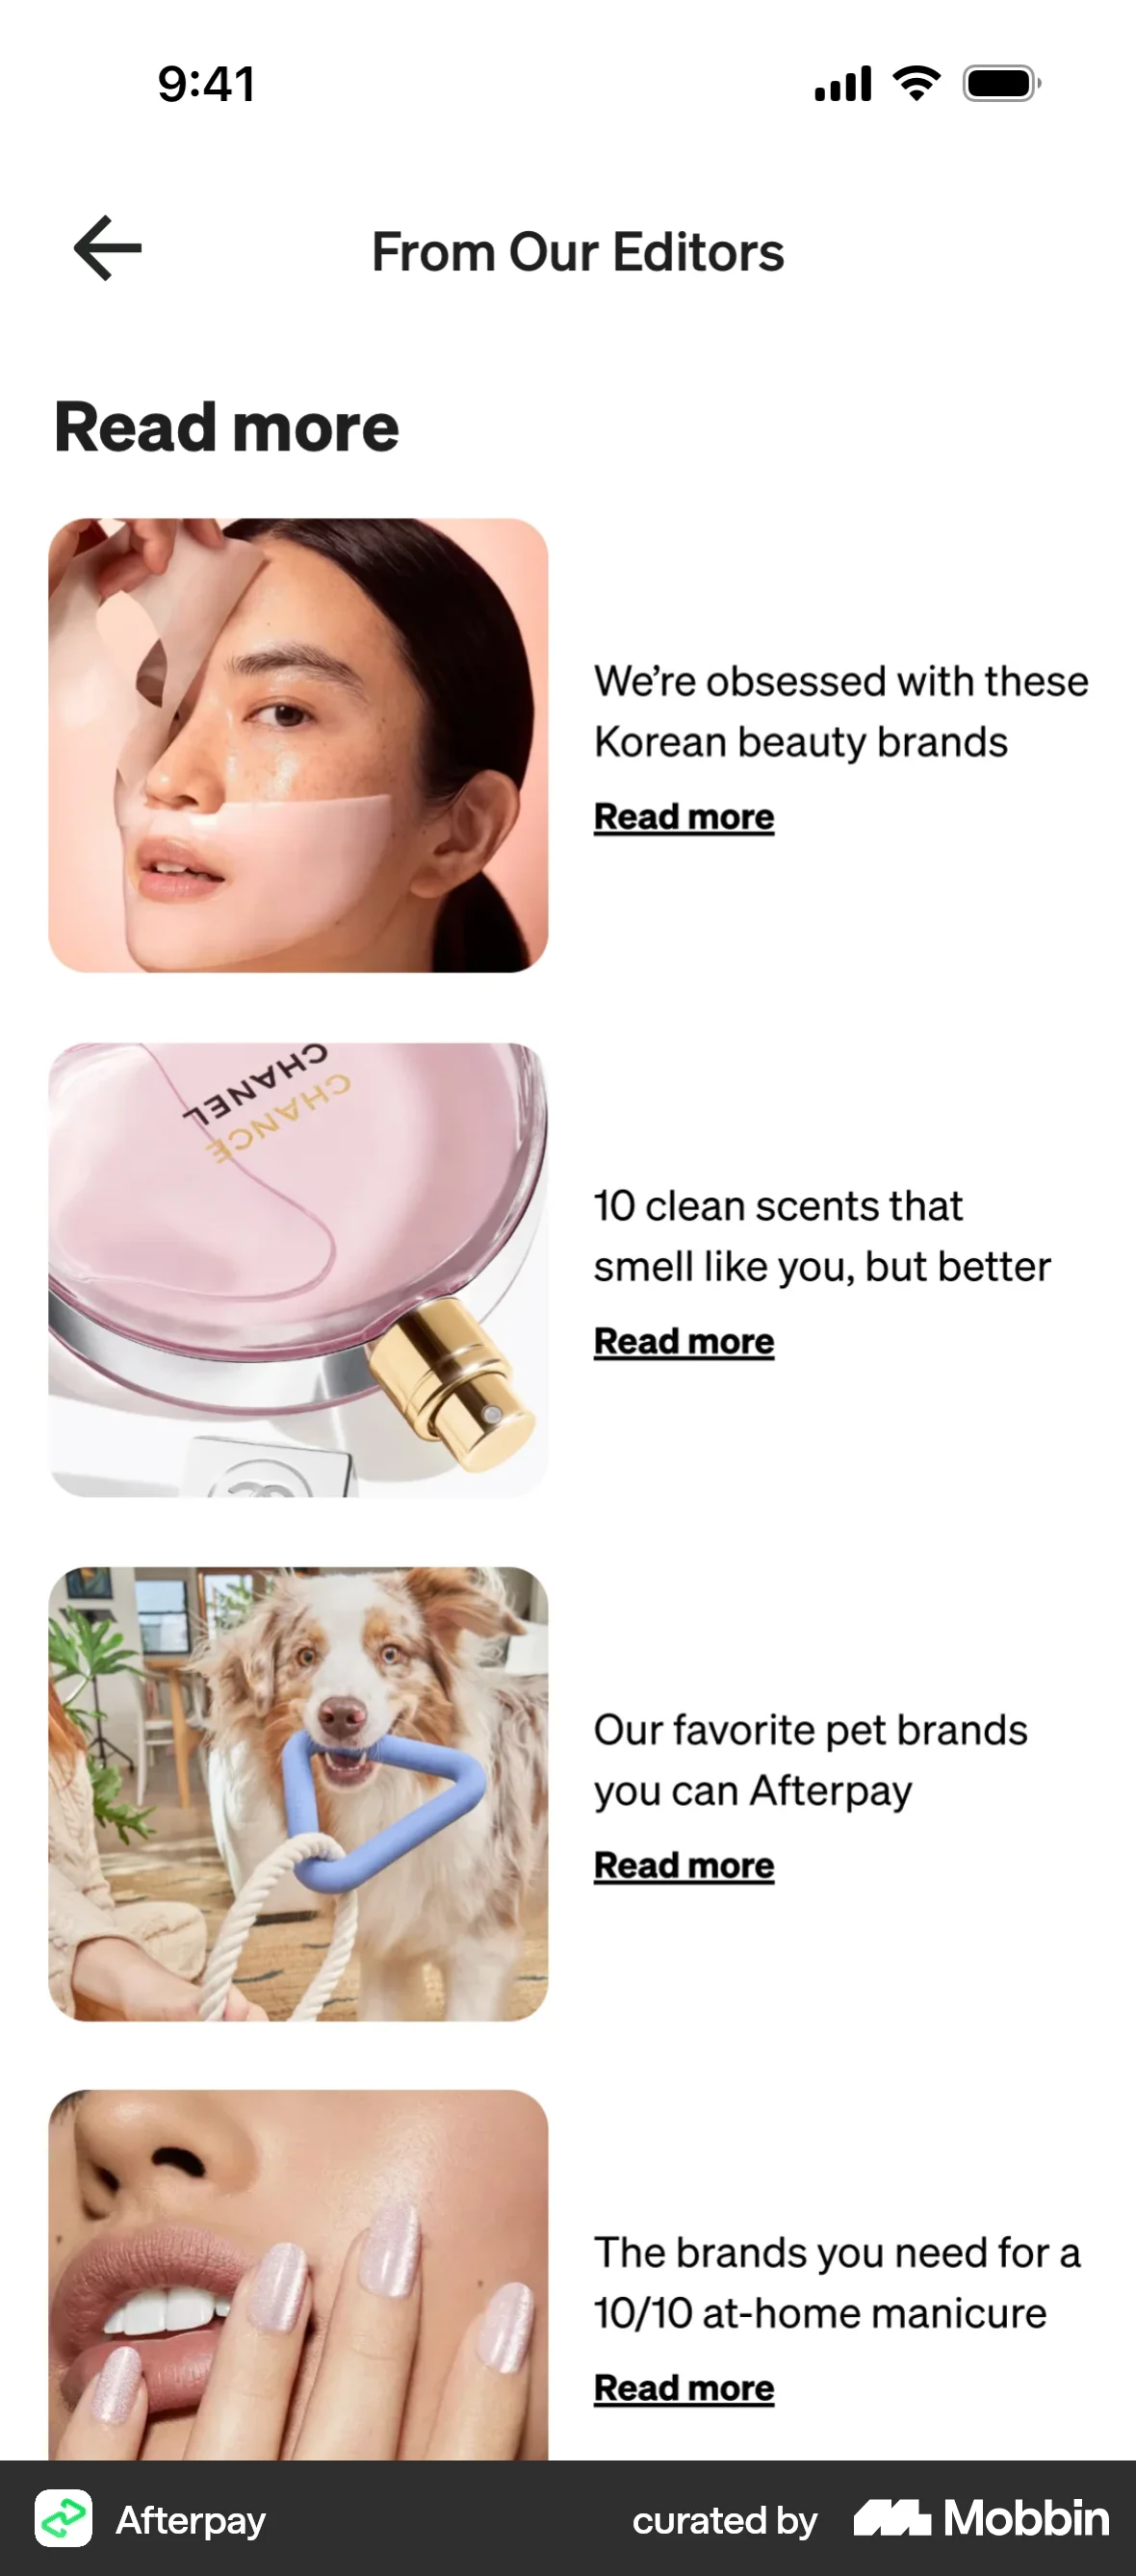 9:41
From Our Editors
Read more
We’re obsessed with these
Korean beauty brands
Read more
CHANEL
CHANCE
10 clean scents that
smell like you, but better
Read more
Our favorite pet brands
you can Afterpay
Read more
The brands you need for a
10/10 at-home manicure
Read more
Afterpay
curated by Mobbin